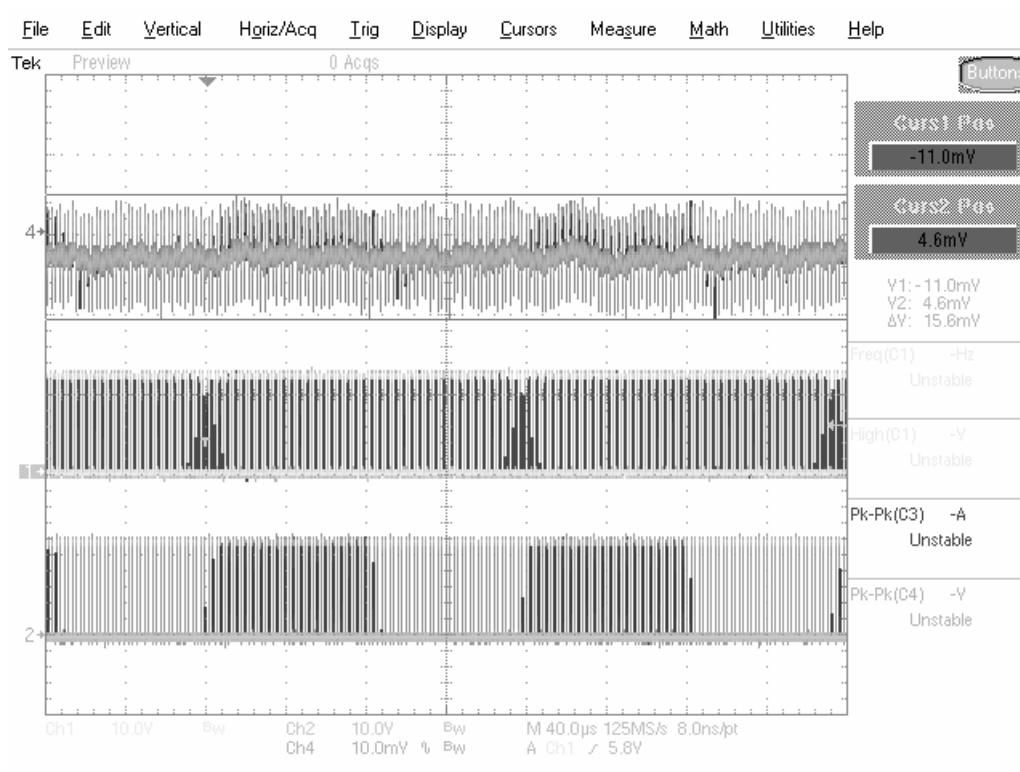 File Edit Vertical Horiz/Acq Trig Display Cursors Measure Math Utilities Help
Tek Preview 0 Acqs
Button
Curs1 Pos
-11.0mV
Curs2 Pos
4.6mV
V1: -11.0mV
V2: 4.6mV
ΔV: 15.6mV
Freq(C1) -Hz
Unstable
High(C1) -V
Unstable
Pk-Pk(C3) -A
Unstable
Pk-Pk(C4) -V
Unstable
4
1
2
Ch1 10.0V Bw Ch2 10.0V Bw M 40.0µs 125MS/s 8.0ns/pt
Ch4 10.0mV Bw A Ch1 5.8V